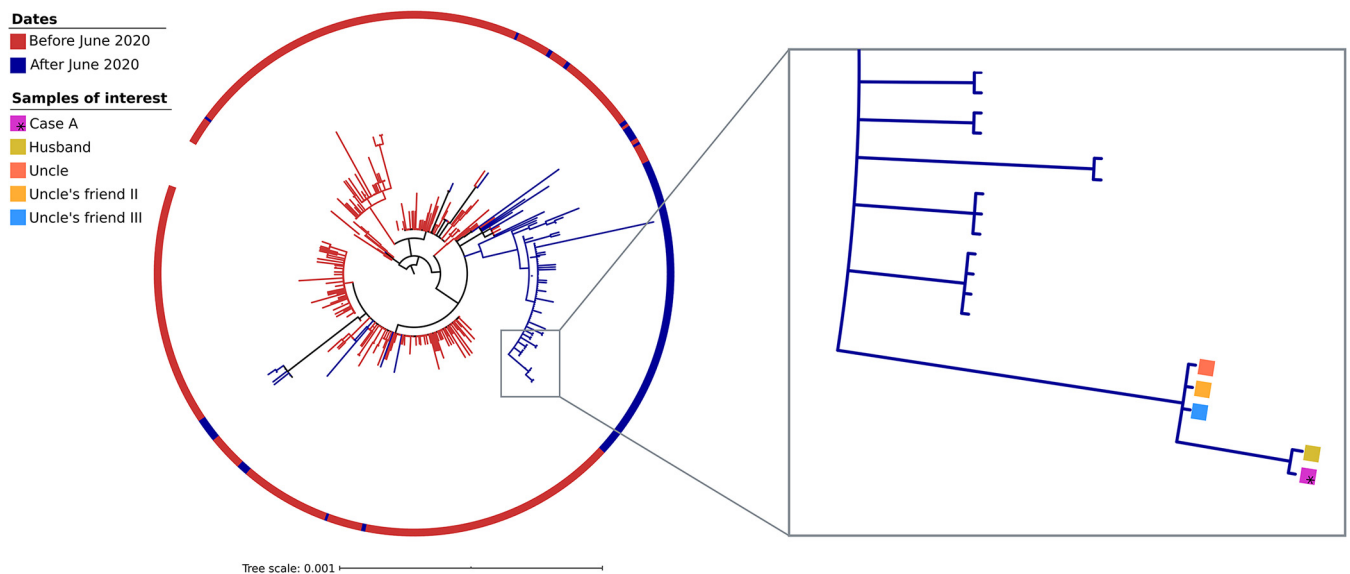 Dates
Before June 2020
After June 2020
Samples of interest
* Case A
Husband
Uncle
Uncle's friend II
Uncle's friend III
*
Tree scale: 0.001